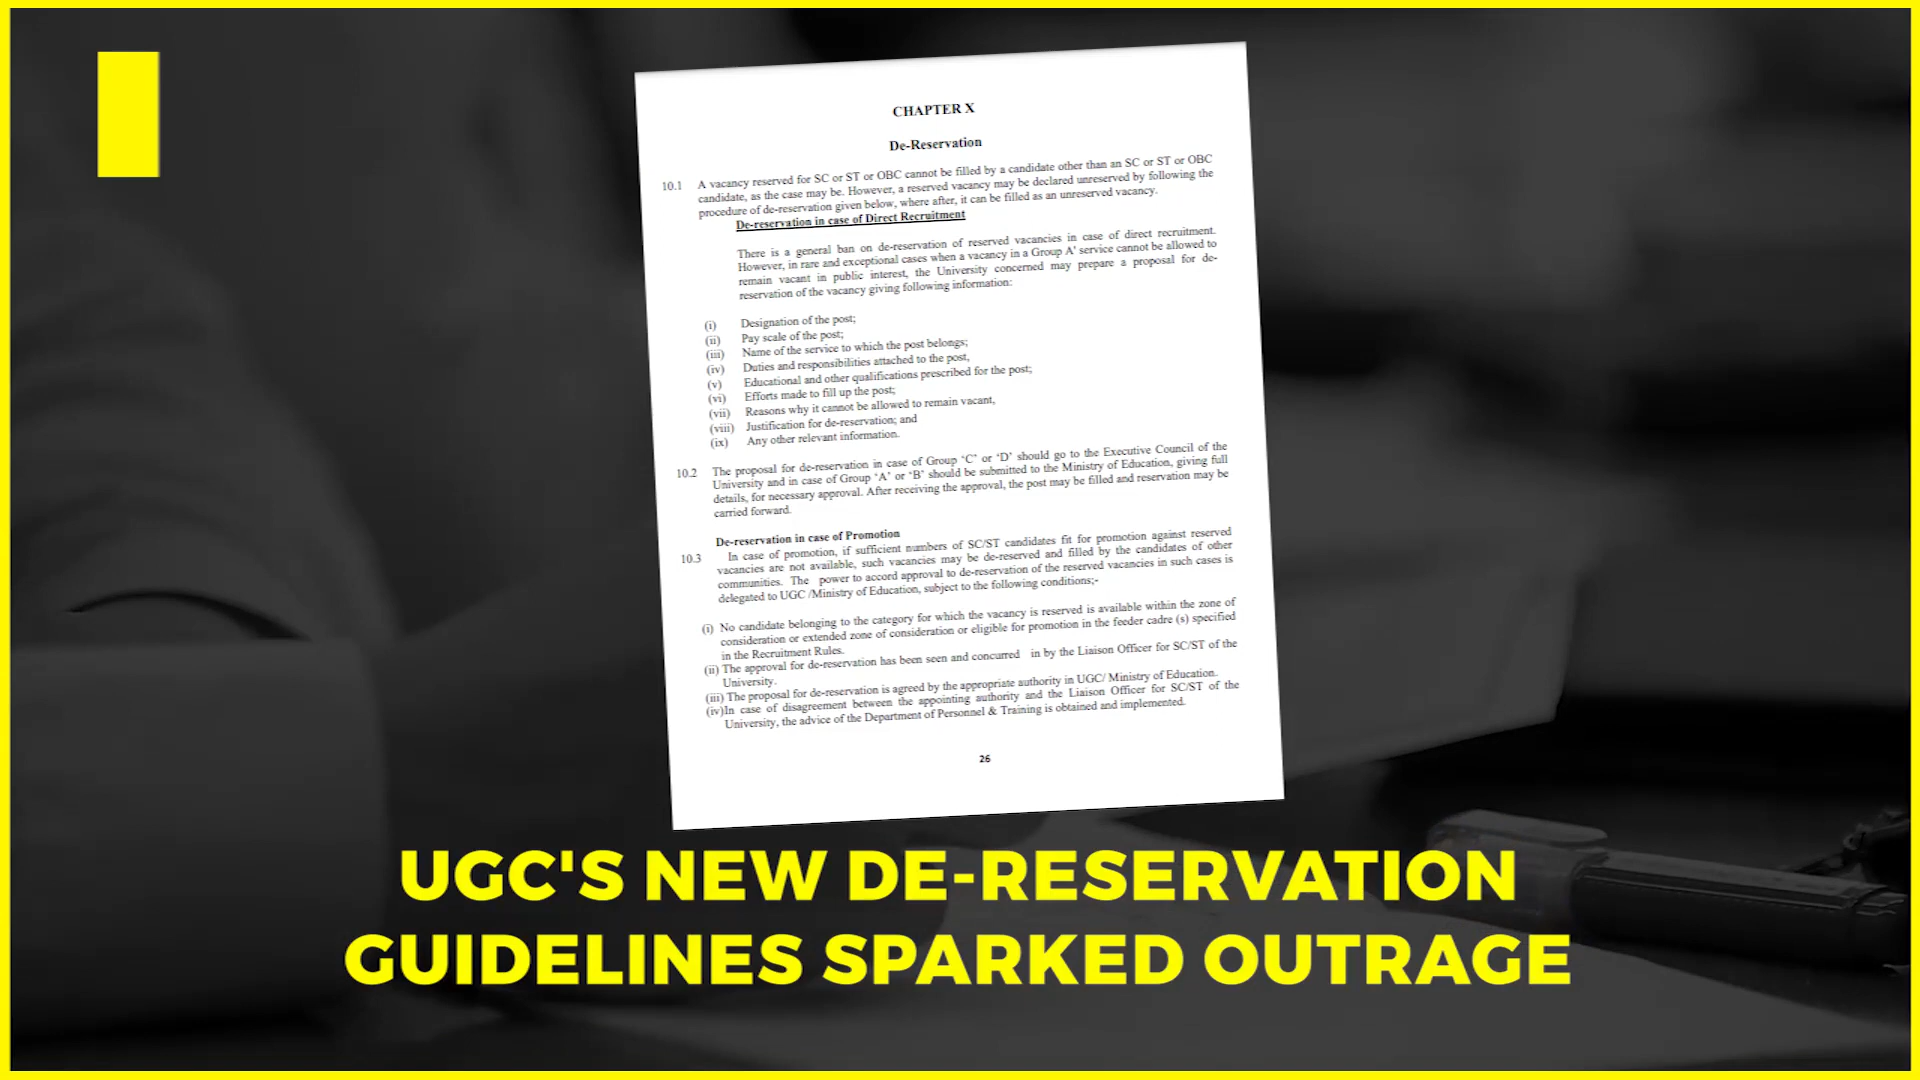 CHAPTER X
De-Reservation
10.1 A vacancy reserved for SC or ST or OBC cannot be filled by a candidate other than an SC or ST or OBC
candidate, as the case may be. However, a reserved vacancy may be declared unreserved by following the
procedure of de-reservation given below, where after, it can be filled as an unreserved vacancy.
De-reservation in case of Direct Recruitment
There is a general ban on de-reservation of reserved vacancies in case of direct recruitment.
However, in rare and exceptional cases when a vacancy in a Group A' service cannot be allowed to
remain vacant in public interest, the University concerned may prepare a proposal for de-
reservation of the vacancy giving following information:
(i) Designation of the post;
(ii) Pay scale of the post;
(iii) Name of the service to which the post belongs;
(iv) Duties and responsibilities attached to the post,
(v) Educational and other qualifications prescribed for the post;
(vi) Efforts made to fill up the post;
(vii) Reasons why it cannot be allowed to remain vacant,
(viii) Justification for de-reservation; and
(ix) Any other relevant information.
10.2 The proposal for de-reservation in case of Group ‘C’ or ‘D’ should go to the Executive Council of the
University and in case of Group ‘A’ or ‘B’ should be submitted to the Ministry of Education, giving full
details, for necessary approval. After receiving the approval, the post may be filled and reservation may be
carried forward.
De-reservation in case of Promotion
10.3 In case of promotion, if sufficient numbers of SC/ST candidates fit for promotion against reserved
vacancies are not available, such vacancies may be de-reserved and filled by the candidates of other
communities. The power to accord approval to de-reservation of the reserved vacancies in such cases is
delegated to UGC /Ministry of Education, subject to the following conditions;-
(i) No candidate belonging to the category for which the vacancy is reserved is available within the zone of
consideration or extended zone of consideration or eligible for promotion in the feeder cadre (s) specified
in the Recruitment Rules.
(ii) The approval for de-reservation has been seen and concurred in by the Liaison Officer for SC/ST of the
University.
(iii) The proposal for de-reservation is agreed by the appropriate authority in UGC/ Ministry of Education.
(iv)In case of disagreement between the appointing authority and the Liaison Officer for SC/ST of the
University, the advice of the Department of Personnel & Training is obtained and implemented.
26
UGC'S NEW DE-RESERVATION
GUIDELINES SPARKED OUTRAGE